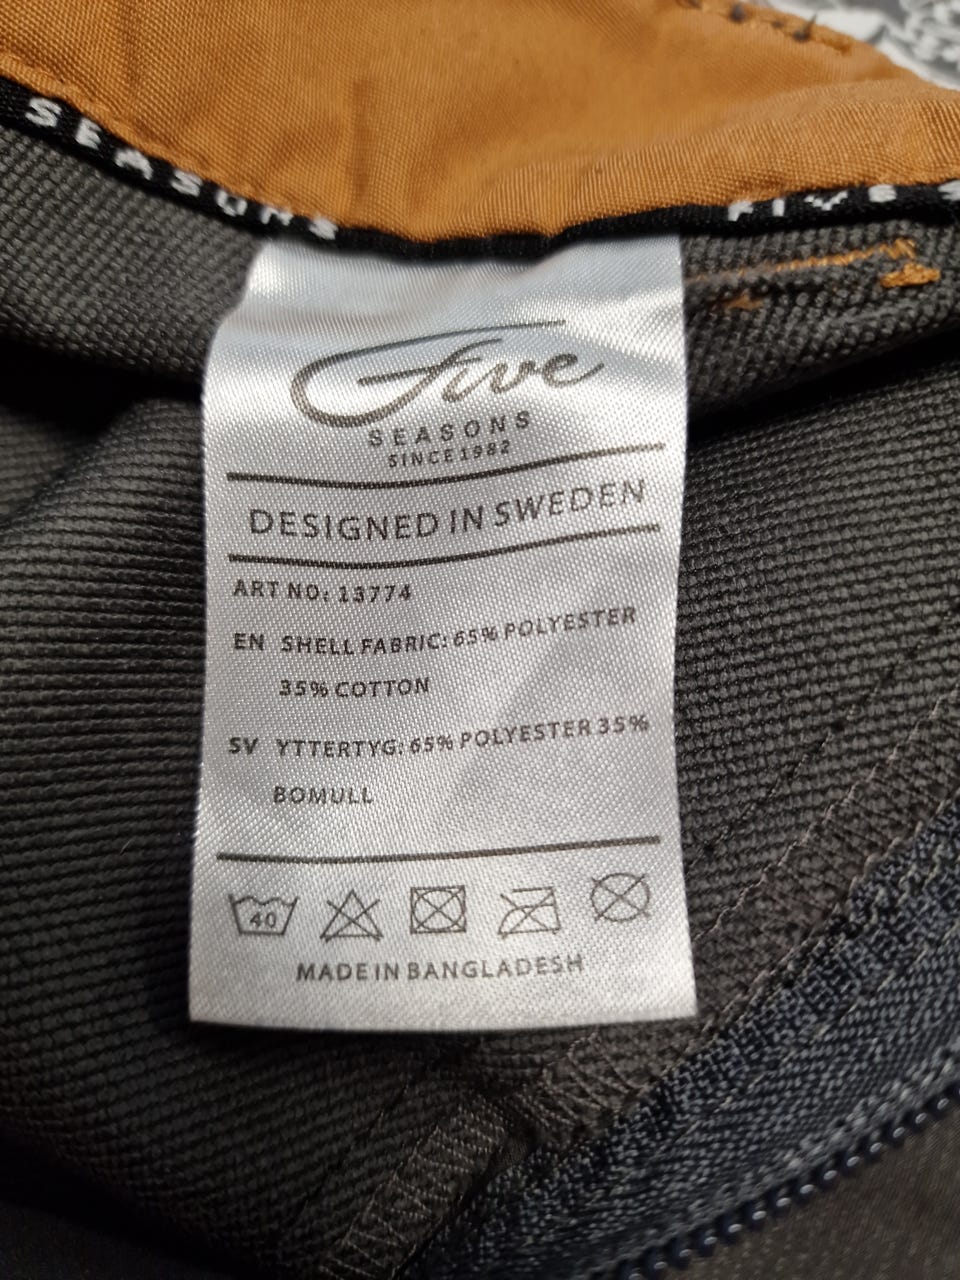 SEASONS
FIVE
Five
SEASONS
SINCE 1982
DESIGNED IN SWEDEN
ART NO: 13774
EN SHELL FABRIC: 65% POLYESTER
35% COTTON
SV YTTERTYG: 65% POLYESTER 35%
BOMULL
40
MADE IN BANGLADESH